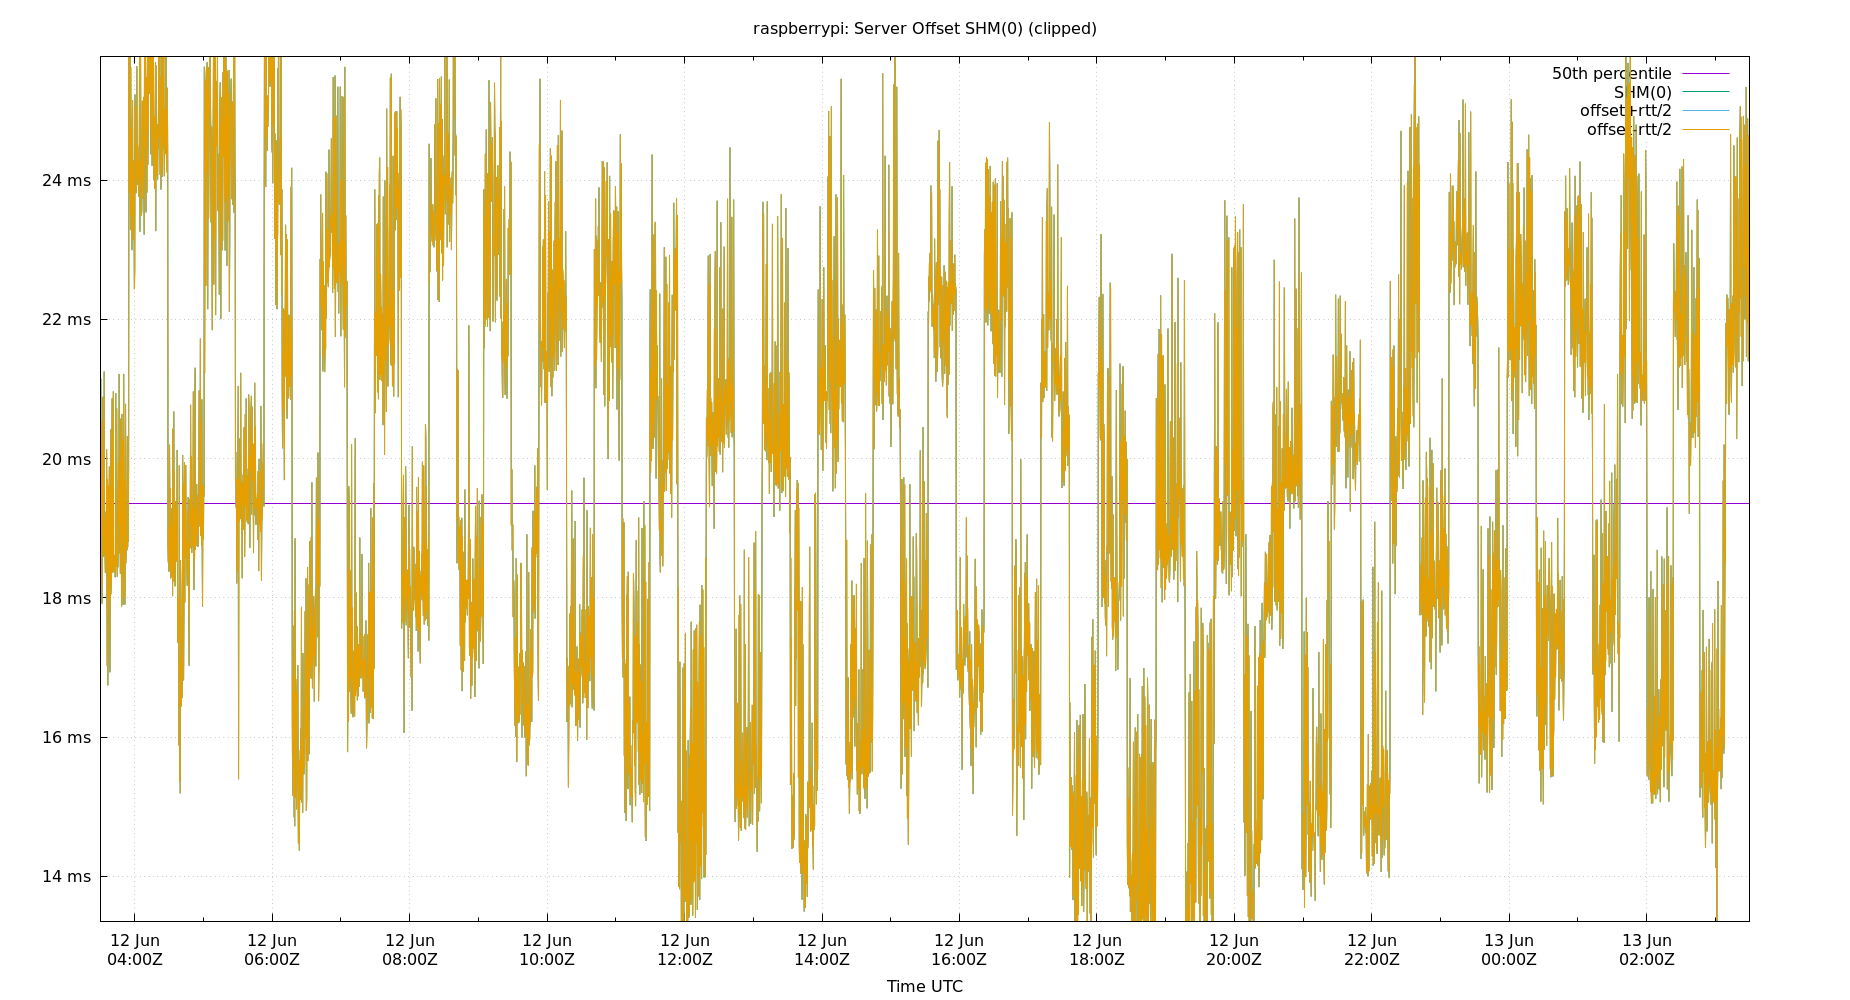 raspberrypi: Server Offset SHM(0) (clipped)
50th percentile
SHM(0)
offset+rtt/2
offset-rtt/2
24 ms
22 ms
20 ms
18 ms
16 ms
14 ms
12 Jun 12 Jun 12 Jun 12 Jun 12 Jun 12 Jun 12 Jun 12 Jun 12 Jun 12 Jun 13 Jun 13 Jun
04:00Z 06:00Z 08:00Z 10:00Z 12:00Z 14:00Z 16:00Z 18:00Z 20:00Z 22:00Z 00:00Z 02:00Z
Time UTC